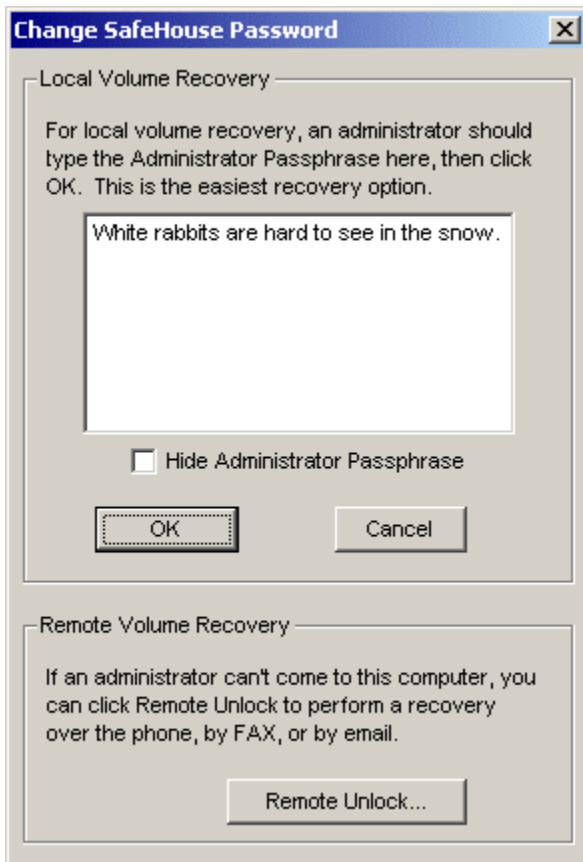 Change SafeHouse Password
Local Volume Recovery
For local volume recovery, an administrator should
type the Administrator Passphrase here, then click
OK.  This is the easiest recovery option.
White rabbits are hard to see in the snow.
Hide Administrator Passphrase
OK
Cancel
Remote Volume Recovery
If an administrator can't come to this computer, you
can click Remote Unlock to perform a recovery
over the phone, by FAX, or by email.
Remote Unlock...